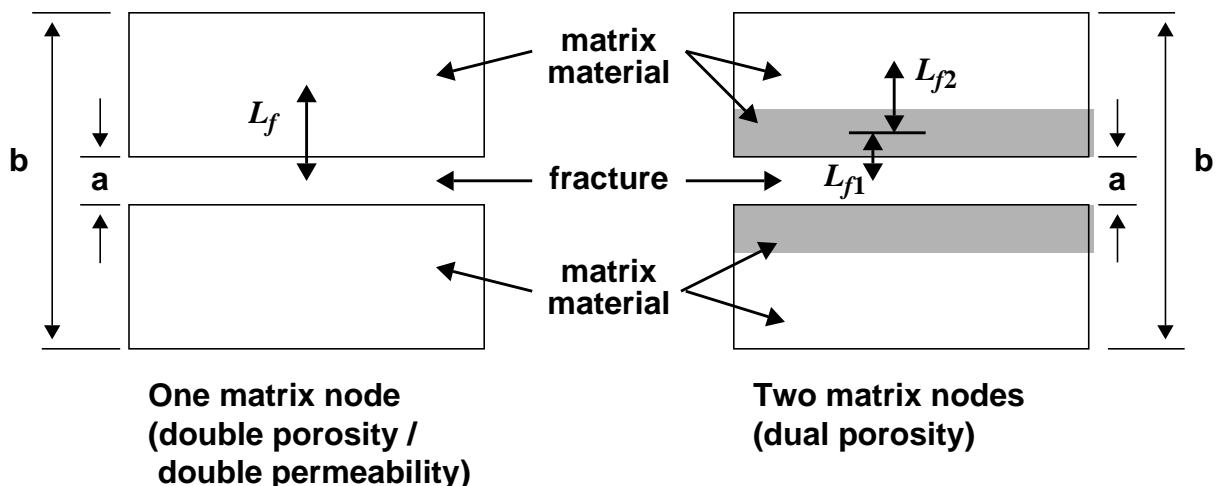 matrix
material
L_f
L_f2
b
a
fracture
L_f1
a
b
matrix
material
One matrix node
(double porosity /
double permeability)
Two matrix nodes
(dual porosity)